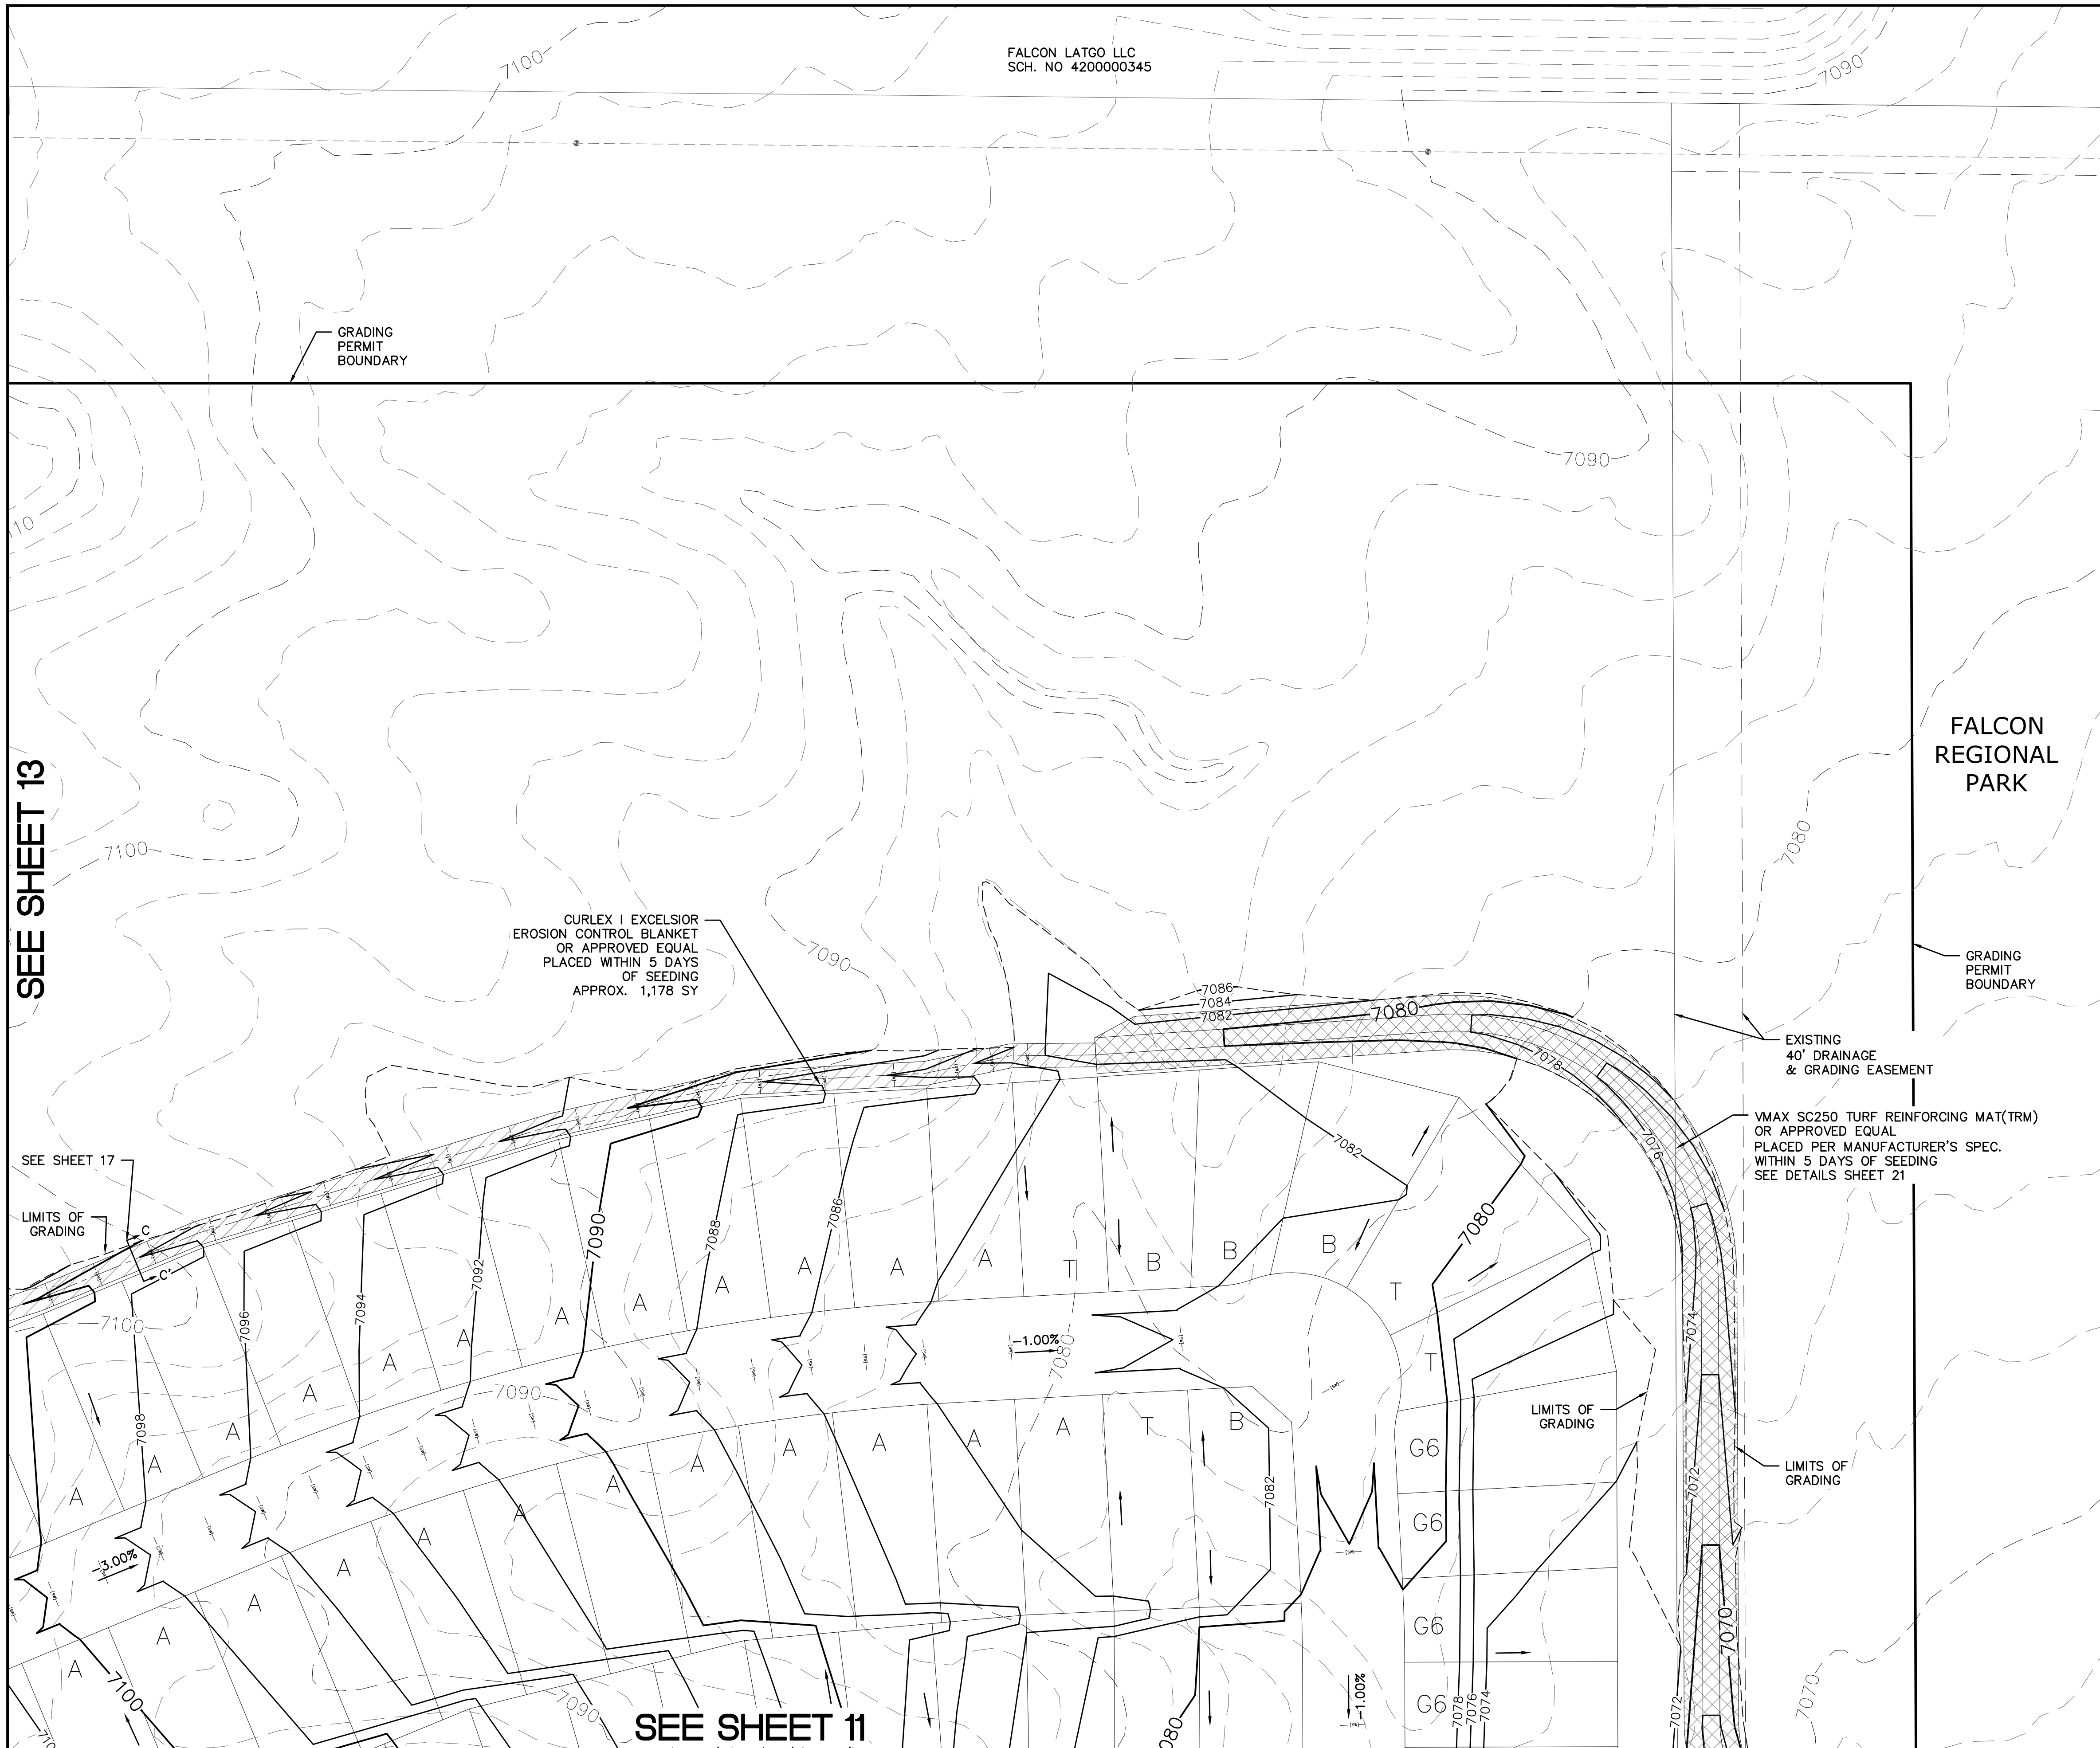 FALCON LATGO LLC
SCH. NO 4200000345
7100
7090
GRADING
PERMIT
BOUNDARY
7090
10
FALCON
REGIONAL
PARK
SEE SHEET 13
7100
7080
CURLEX I EXCELSIOR
EROSION CONTROL BLANKET
OR APPROVED EQUAL
PLACED WITHIN 5 DAYS
OF SEEDING
APPROX. 1,178 SY
7090
GRADING
PERMIT
BOUNDARY
7086
7084
7082
7080
7078
7076
EXISTING
40' DRAINAGE
& GRADING EASEMENT
VMAX SC250 TURF REINFORCING MAT(TRM)
OR APPROVED EQUAL
PLACED PER MANUFACTURER'S SPEC.
WITHIN 5 DAYS OF SEEDING
SEE DETAILS SHEET 21
SEE SHEET 17
LIMITS OF
GRADING
C
C'
7082
7100
7098
7096
7094
7092
7090
7088
7086
A
A
A
A
A
A
A
A
A
A
A
A
T
B
B
B
T
T
7080
7080
-1.00%
7090
7074
7072
LIMITS OF
GRADING
LIMITS OF
GRADING
A
A
A
A
A
A
A
A
A
A
A
A
T
B
7082
G6
G6
G6
G6
-3.00%
7100
7090
7080
7078
7076
7074
7072
7070
7070
-1.00%
SEE SHEET 11